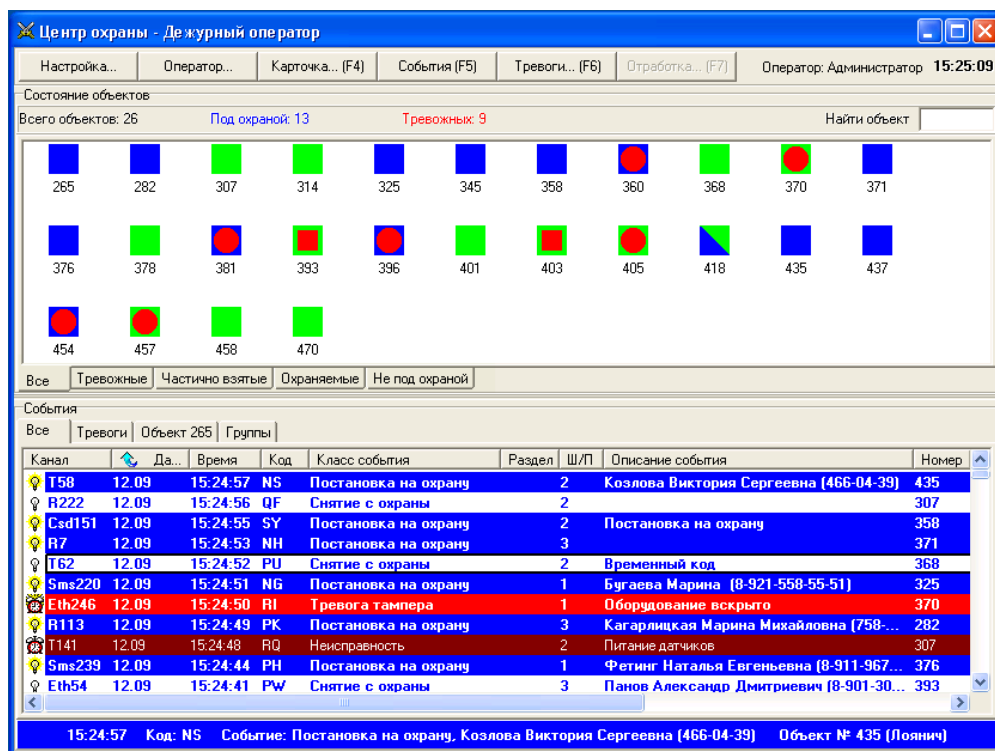 Центр охраны - Дежурный оператор
Настройка... Оператор... Карточка... (F4) События (F5) Тревоги... (F6) Отработка... (F7) Оператор: Администратор 15:25:09
Состояние объектов
Всего объектов: 26 Под охраной: 13 Тревожных: 9 Найти объект
265 282 307 314 325 345 358 360 368 370 371
376 378 381 393 396 401 403 405 418 435 437
454 457 458 470
Все Тревожные Частично взятые Охраняемые Не под охраной
События
Все Тревоги Объект 265 Группы
Канал Да... Время Код Класс события Раздел Ш/П Описание события Номер
T58 12.09 15:24:57 NS Постановка на охрану 2 Козлова Виктория Сергеевна (466-04-39) 435
R222 12.09 15:24:56 QF Снятие с охраны 2 307
Csd151 12.09 15:24:55 SY Постановка на охрану 2 Постановка на охрану 358
R7 12.09 15:24:53 NH Постановка на охрану 3 371
T62 12.09 15:24:52 PU Снятие с охраны 2 Временный код 368
Sms220 12.09 15:24:51 NG Постановка на охрану 1 Бугаева Марина (8-921-558-55-51) 325
Eth246 12.09 15:24:50 RI Тревога тампера 1 Оборудование вскрыто 370
R113 12.09 15:24:49 PK Постановка на охрану 3 Кагарлицкая Марина Михайловна (758-... 282
T141 12.09 15:24:48 RQ Неисправность 2 Питание датчиков 307
Sms239 12.09 15:24:44 PH Постановка на охрану 1 Фетинг Наталья Евгеньевна (8-911-967... 376
Eth54 12.09 15:24:41 PW Снятие с охраны 3 Панов Александр Дмитриевич (8-901-30... 393
15:24:57 Код: NS Событие: Постановка на охрану, Козлова Виктория Сергеевна (466-04-39) Объект № 435 (Лоянич)